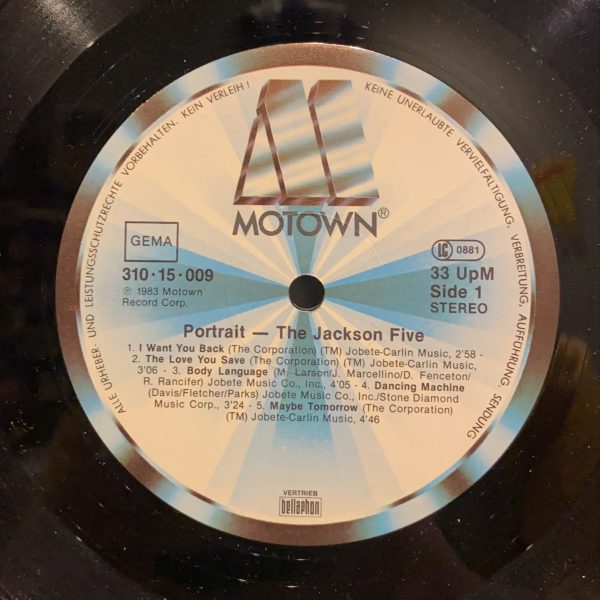 ALLE URHEBER- UND LEISTUNGSSCHUTZRECHTE VORBEHALTEN. KEIN VERLEIH! KEINE UNERLAUBTE VERVIELFÄLTIGUNG, VERBREITUNG, AUFFÜHRUNG, SENDUNG
MOTOWN®
GEMA
LC 0881
310·15·009
33 UpM
℗ 1983 Motown
Record Corp.
Side 1
STEREO
Portrait — The Jackson Five
1. I Want You Back (The Corporation) (TM) Jobete-Carlin Music, 2'58 -
2. The Love You Save (The Corporation) (TM) Jobete-Carlin Music,
3'06 - 3. Body Language (M. Larson/J. Marcellino/D. Fenceton/
R. Rancifer) Jobete Music Co., Inc., 4'05 - 4. Dancing Machine
(Davis/Fletcher/Parks) Jobete Music Co., Inc./Stone Diamond
Music Corp., 3'24 - 5. Maybe Tomorrow (The Corporation)
(TM) Jobete-Carlin Music, 4'46
VERTRIEB
bellaphon